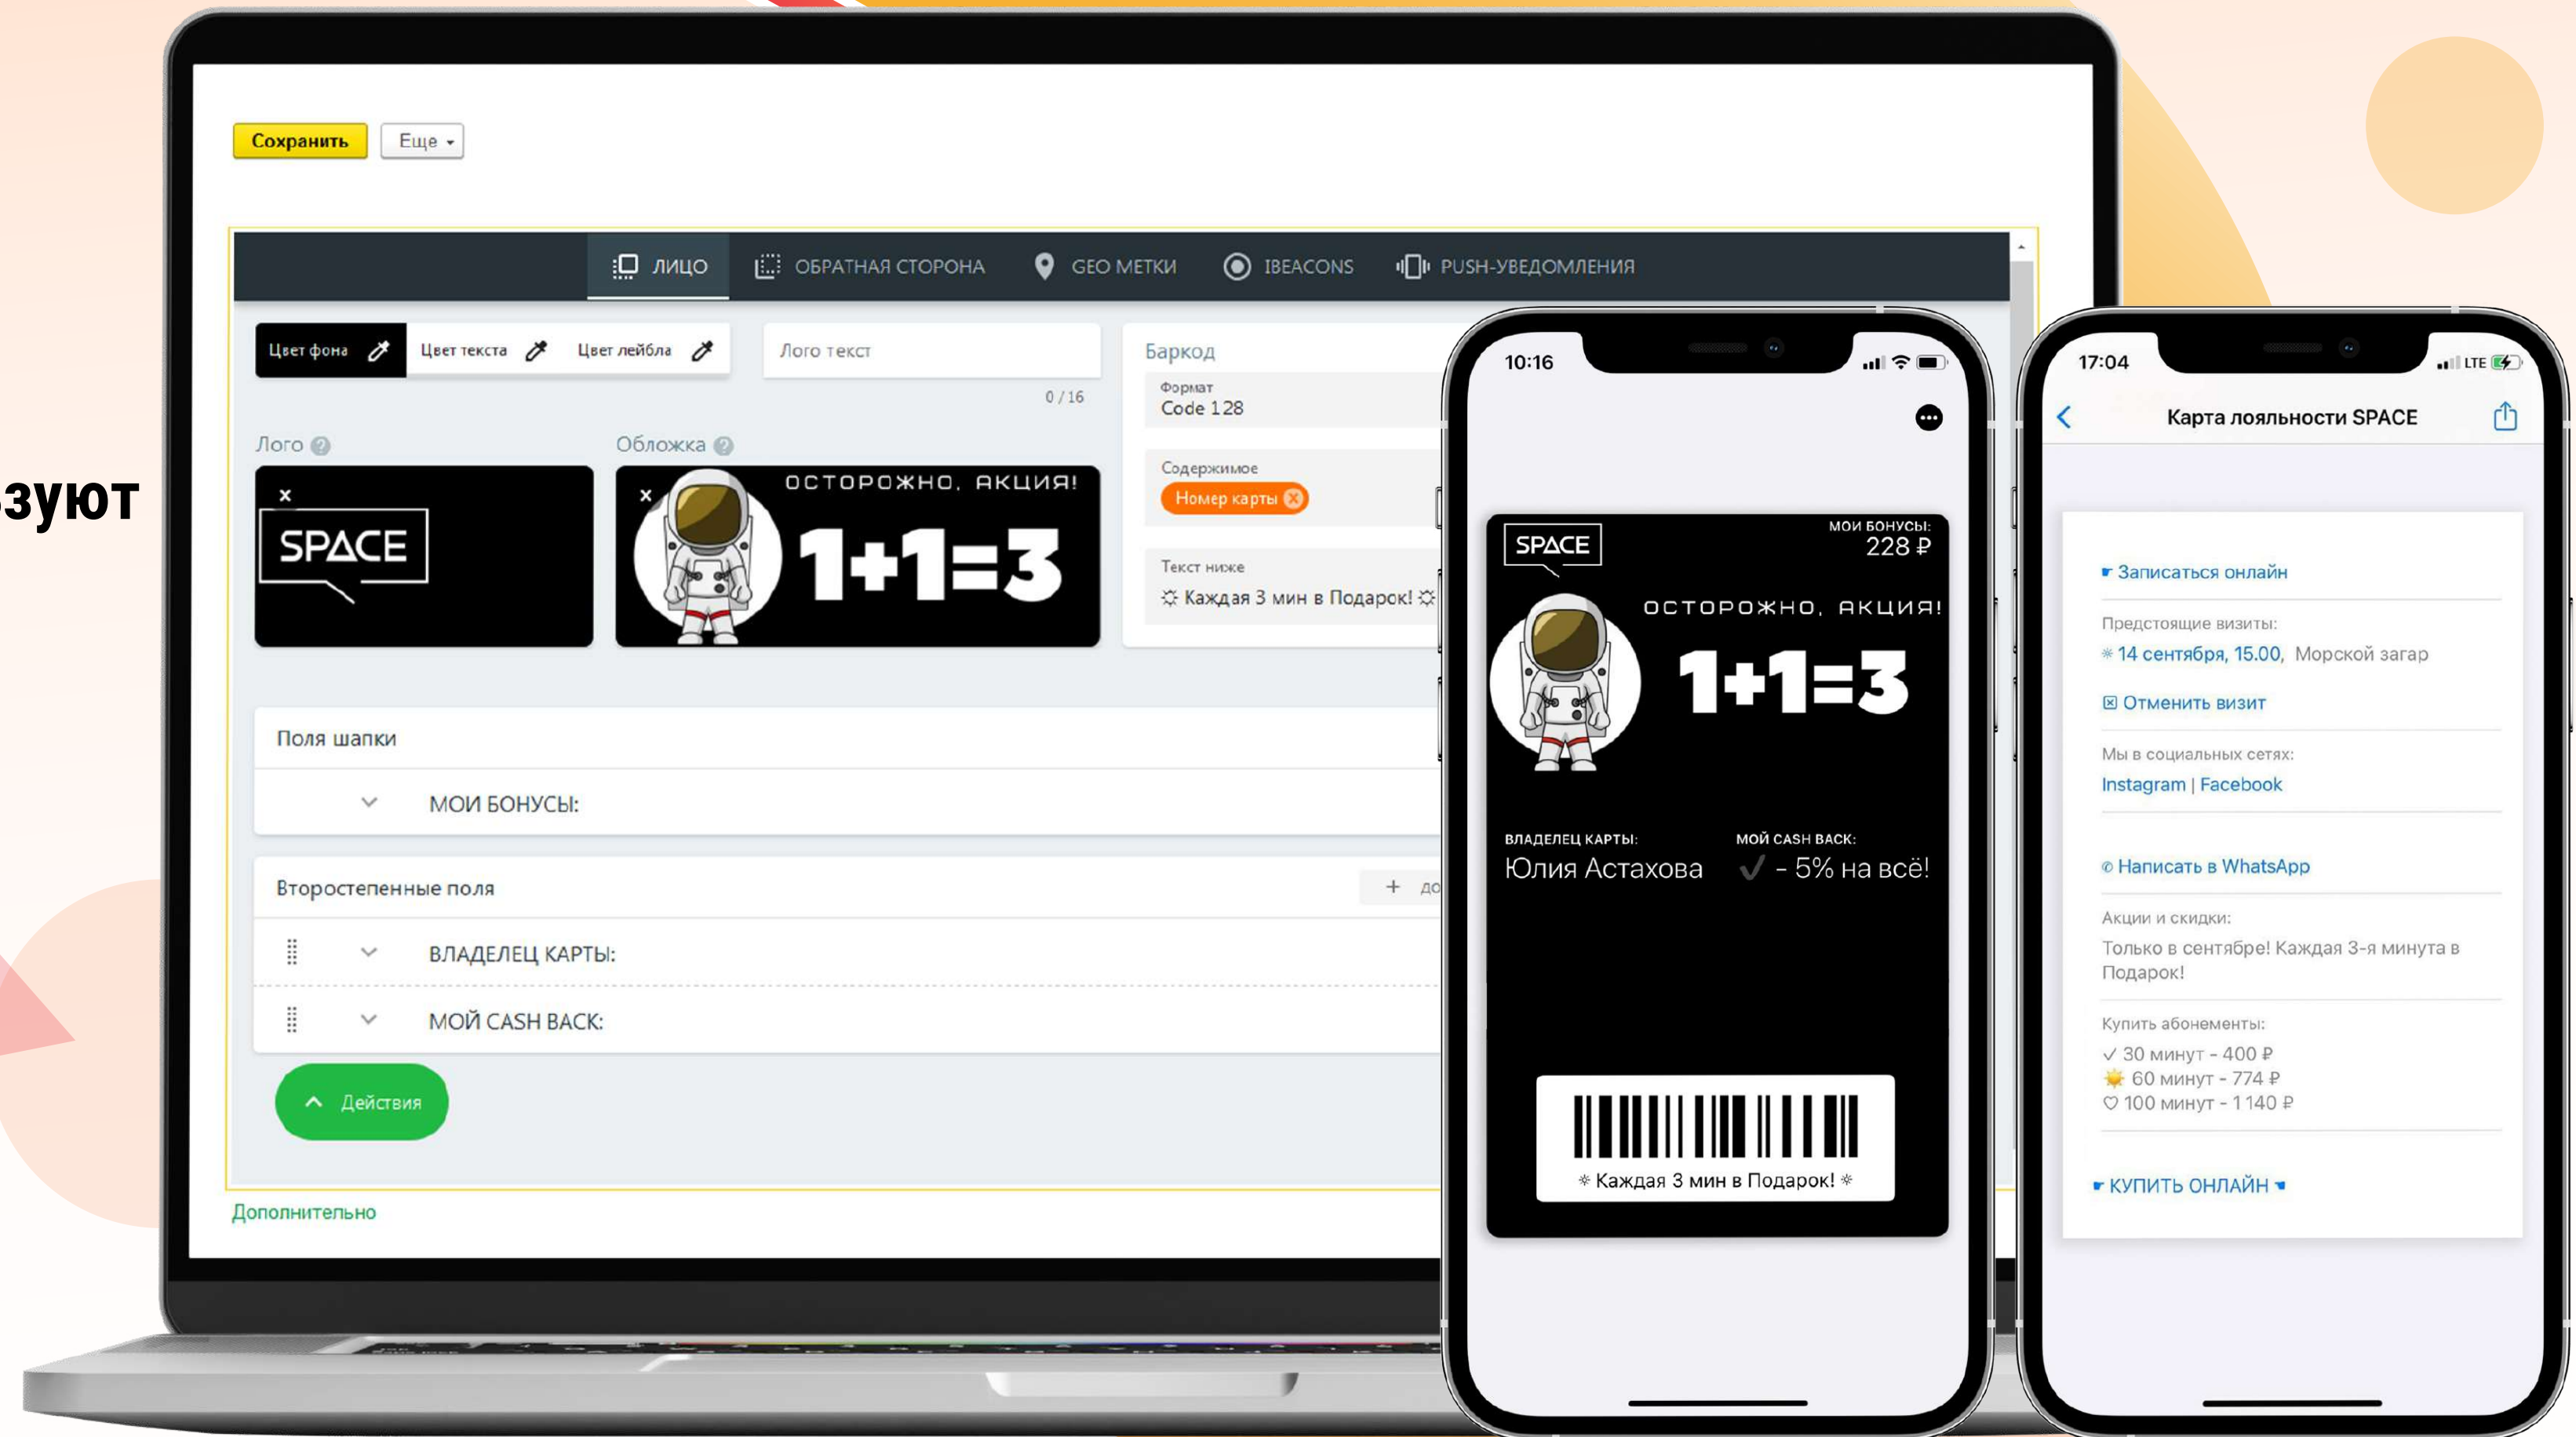 зуют
Сохранить
Еще
ЛИЦО
ОБРАТНАЯ СТОРОНА
GEO МЕТКИ
IBEACONS
PUSH-УВЕДОМЛЕНИЯ
Цвет фона
Цвет текста
Цвет лейбла
Лого текст
0 / 16
Лого
Обложка
SPACE
ОСТОРОЖНО, АКЦИЯ!
1+1=3
Баркод
Формат
Code 128
Содержимое
Номер карты
Текст ниже
☼ Каждая 3 мин в Подарок! ☼
Поля шапки
МОИ БОНУСЫ:
Второстепенные поля
+ до
ВЛАДЕЛЕЦ КАРТЫ:
МОЙ CASH BACK:
Действия
Дополнительно
10:16
SPACE
МОИ БОНУСЫ:
228 ₽
ОСТОРОЖНО, АКЦИЯ!
1+1=3
ВЛАДЕЛЕЦ КАРТЫ:
Юлия Астахова
МОЙ CASH BACK:
✓ – 5% на всё!
☼ Каждая 3 мин в Подарок! ☼
17:04
LTE
Карта лояльности SPACE
☛ Записаться онлайн
Предстоящие визиты:
☼ 14 сентября, 15.00, Морской загар
☒ Отменить визит
Мы в социальных сетях:
Instagram | Facebook
✆ Написать в WhatsApp
Акции и скидки:
Только в сентябре! Каждая 3-я минута в
Подарок!
Купить абонементы:
✓ 30 минут – 400 ₽
☀ 60 минут - 774 ₽
♡ 100 минут - 1 140 ₽
☛ КУПИТЬ ОНЛАЙН ☚